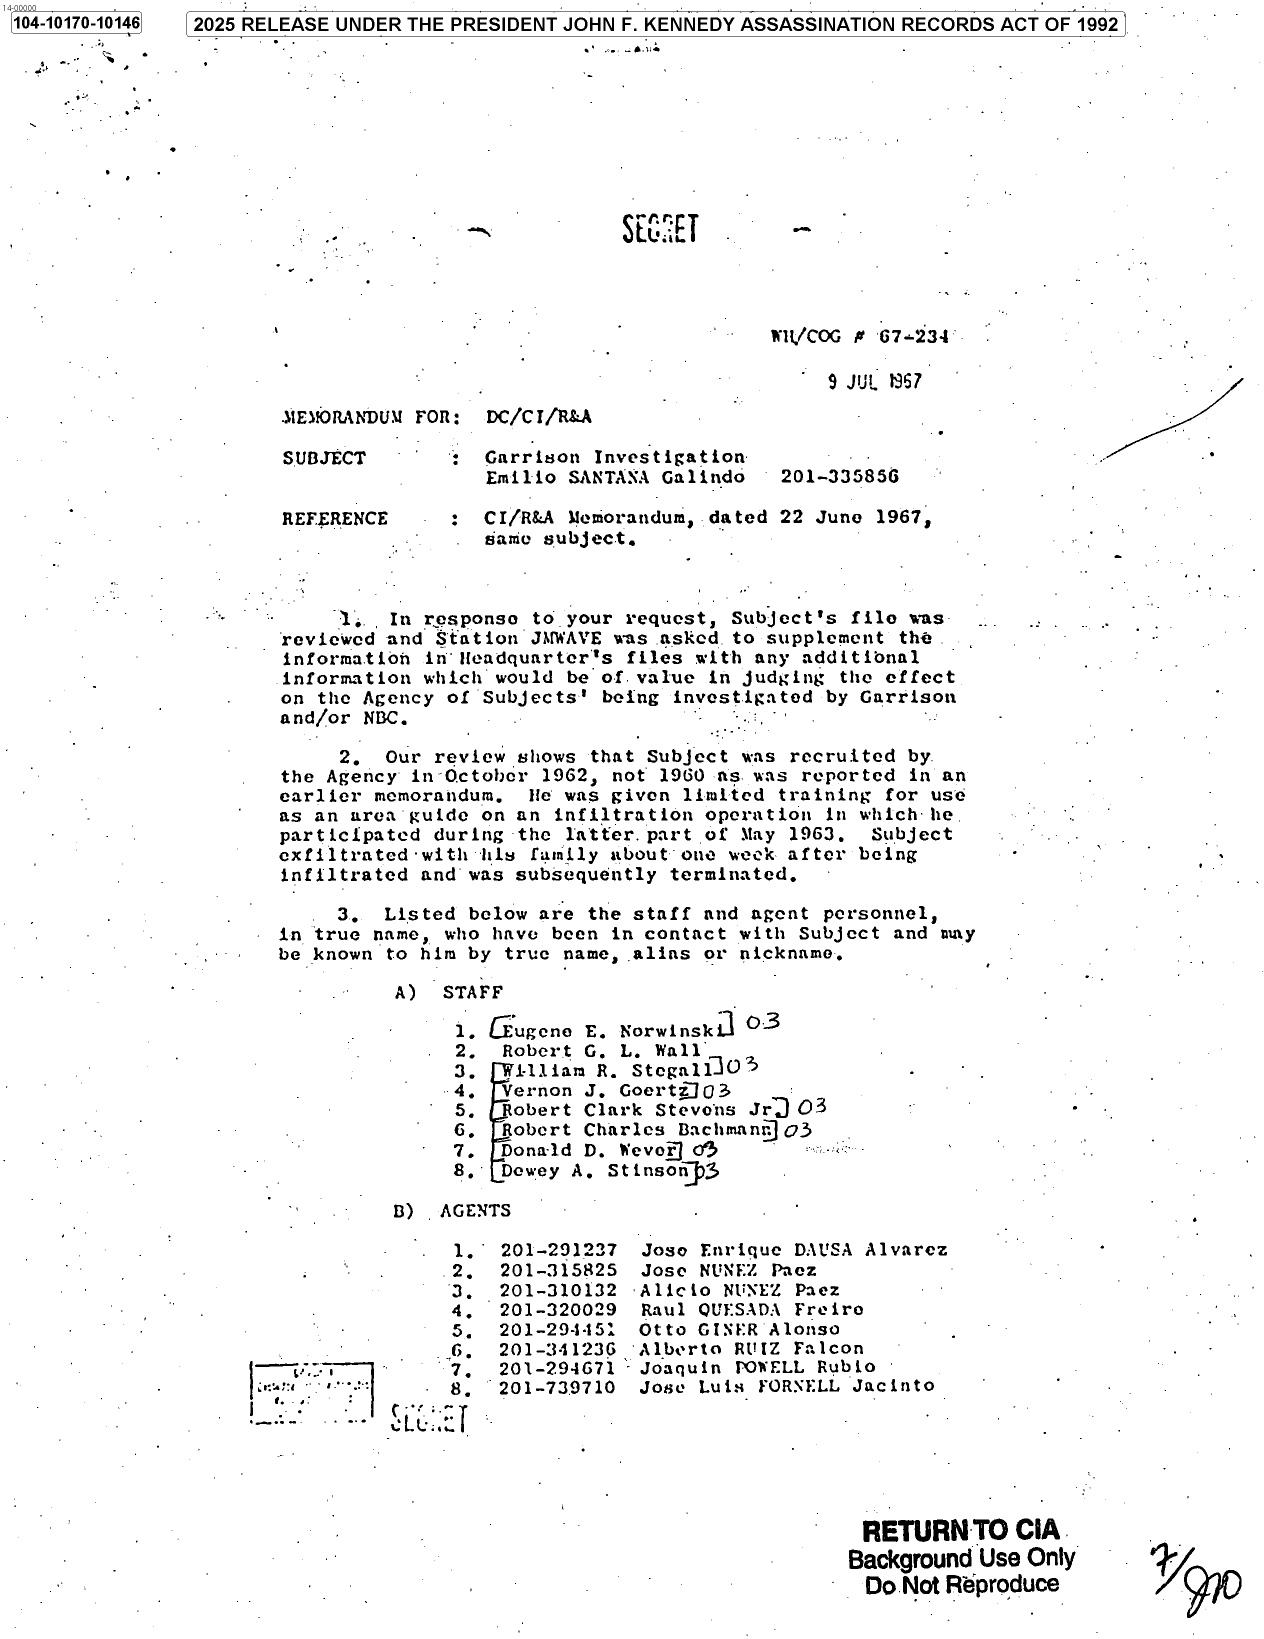 14-00000
104-10170-10146
2025 RELEASE UNDER THE PRESIDENT JOHN F. KENNEDY ASSASSINATION RECORDS ACT OF 1992
SECRET
WH/COG # 67-234
9 JUL 1967
MEMORANDUM FOR: DC/CI/R&A
SUBJECT : Garrison Investigation
Emilio SANTANA Galindo 201-335856
REFERENCE : CI/R&A Memorandum, dated 22 June 1967,
same subject.
1. In response to your request, Subject's file was
reviewed and Station JMWAVE was asked to supplement the
information in Headquarter's files with any additional
information which would be of value in judging the effect
on the Agency of Subjects' being investigated by Garrison
and/or NBC.
2. Our review shows that Subject was recruited by
the Agency in October 1962, not 1960 as was reported in an
earlier memorandum. He was given limited training for use
as an area guide on an infiltration operation in which he
participated during the latter part of May 1963. Subject
exfiltrated with his family about one week after being
infiltrated and was subsequently terminated.
3. Listed below are the staff and agent personnel,
in true name, who have been in contact with Subject and may
be known to him by true name, alias or nickname.
A) STAFF
1. [Eugene E. Norwinski] 03
2. Robert G. L. Wall
3. [William R. Stegall] 03
4. [Vernon J. Goertz] 03
5. [Robert Clark Stevens Jr.] 03
6. [Robert Charles Bachmann] 03
7. [Donald D. Wever] 03
8. [Dewey A. Stinson] 03
B) AGENTS
1. 201-291237 Jose Enrique DAUSA Alvarez
2. 201-315825 Jose NUNEZ Paez
3. 201-310132 Alicio NUNEZ Paez
4. 201-320029 Raul QUESADA Freire
5. 201-294451 Otto GINER Alonso
6. 201-341236 Alberto RUIZ Falcon
7. 201-294671 Joaquin POWELL Rubio
8. 201-739710 Jose Luis FORNELL Jacinto
SECRET
RETURN TO CIA
Background Use Only
Do Not Reproduce